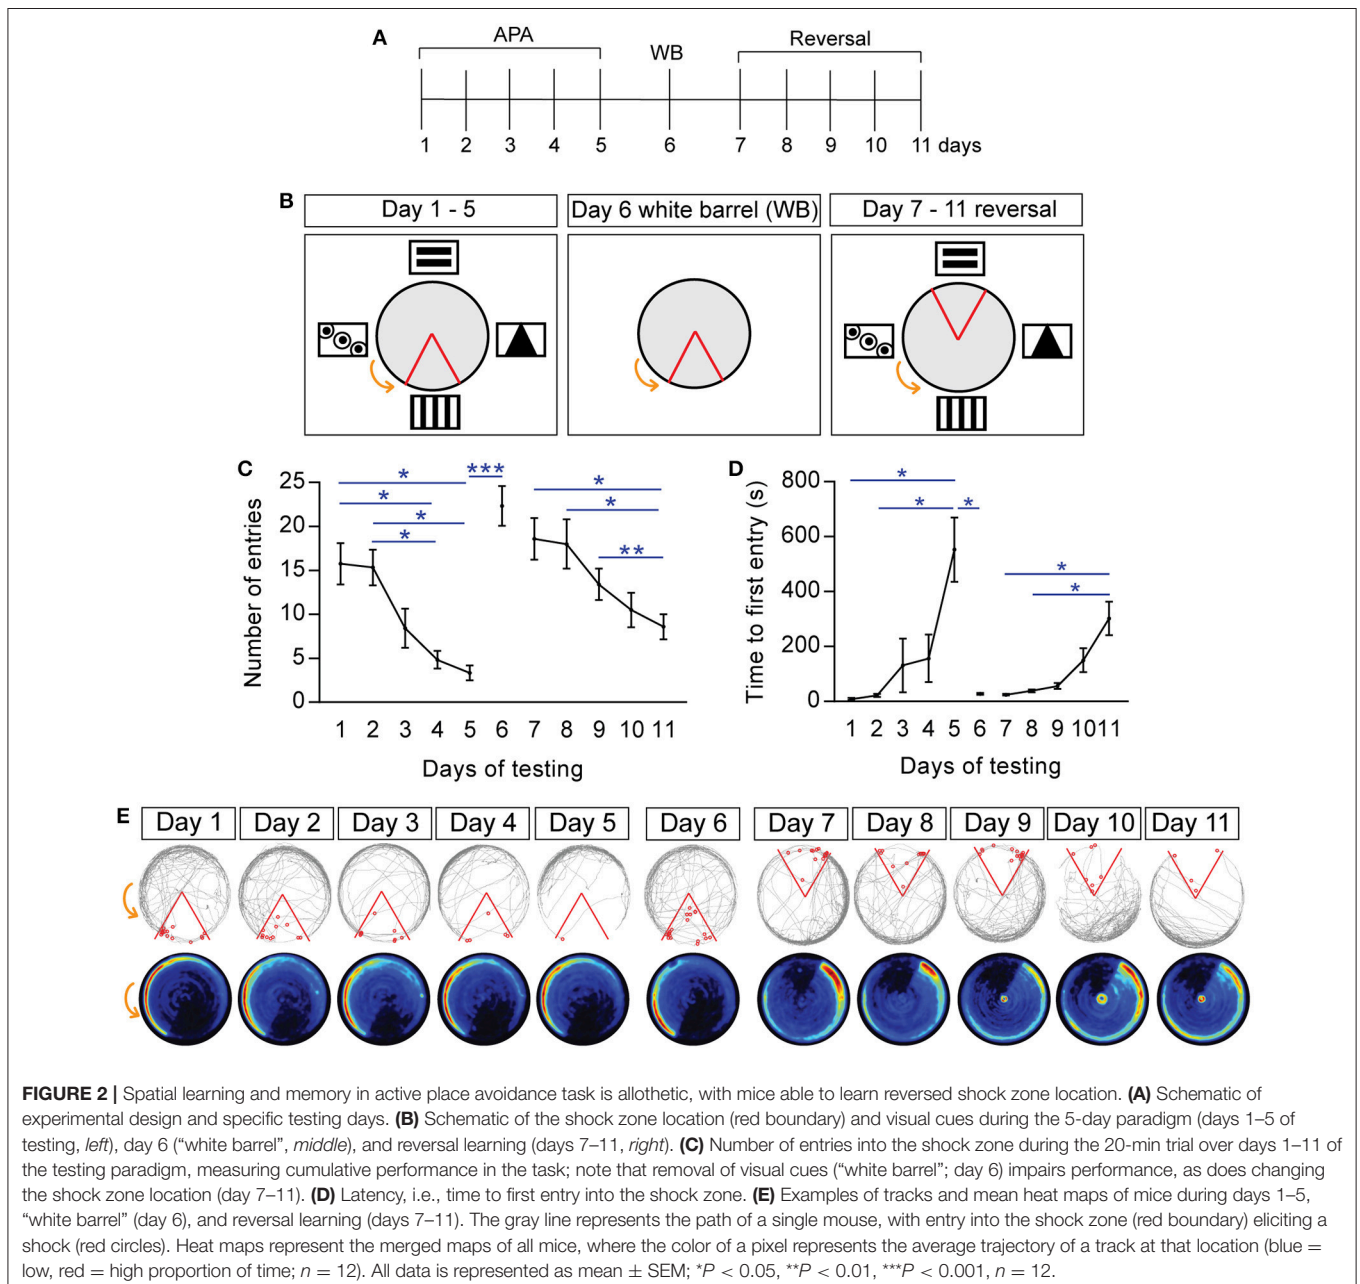 A
APA
WB
Reversal
1 2 3 4 5 6 7 8 9 10 11 days
B
Day 1 - 5
Day 6 white barrel (WB)
Day 7 - 11 reversal
C
Number of entries
25
20
15
10
5
0
* * * * *** * * **
1 2 3 4 5 6 7 8 9 10 11
Days of testing
D
Time to first entry (s)
800
600
400
200
0
* * * * *
1 2 3 4 5 6 7 8 9 10 11
Days of testing
E
Day 1 Day 2 Day 3 Day 4 Day 5 Day 6 Day 7 Day 8 Day 9 Day 10 Day 11
FIGURE 2 | Spatial learning and memory in active place avoidance task is allothetic, with mice able to learn reversed shock zone location. (A) Schematic of
experimental design and specific testing days. (B) Schematic of the shock zone location (red boundary) and visual cues during the 5-day paradigm (days 1–5 of
testing, left), day 6 (“white barrel”, middle), and reversal learning (days 7–11, right). (C) Number of entries into the shock zone during the 20-min trial over days 1–11 of
the testing paradigm, measuring cumulative performance in the task; note that removal of visual cues (“white barrel”; day 6) impairs performance, as does changing
the shock zone location (day 7–11). (D) Latency, i.e., time to first entry into the shock zone. (E) Examples of tracks and mean heat maps of mice during days 1–5,
“white barrel” (day 6), and reversal learning (days 7–11). The gray line represents the path of a single mouse, with entry into the shock zone (red boundary) eliciting a
shock (red circles). Heat maps represent the merged maps of all mice, where the color of a pixel represents the average trajectory of a track at that location (blue =
low, red = high proportion of time; n = 12). All data is represented as mean ± SEM; *P < 0.05, **P < 0.01, ***P < 0.001, n = 12.